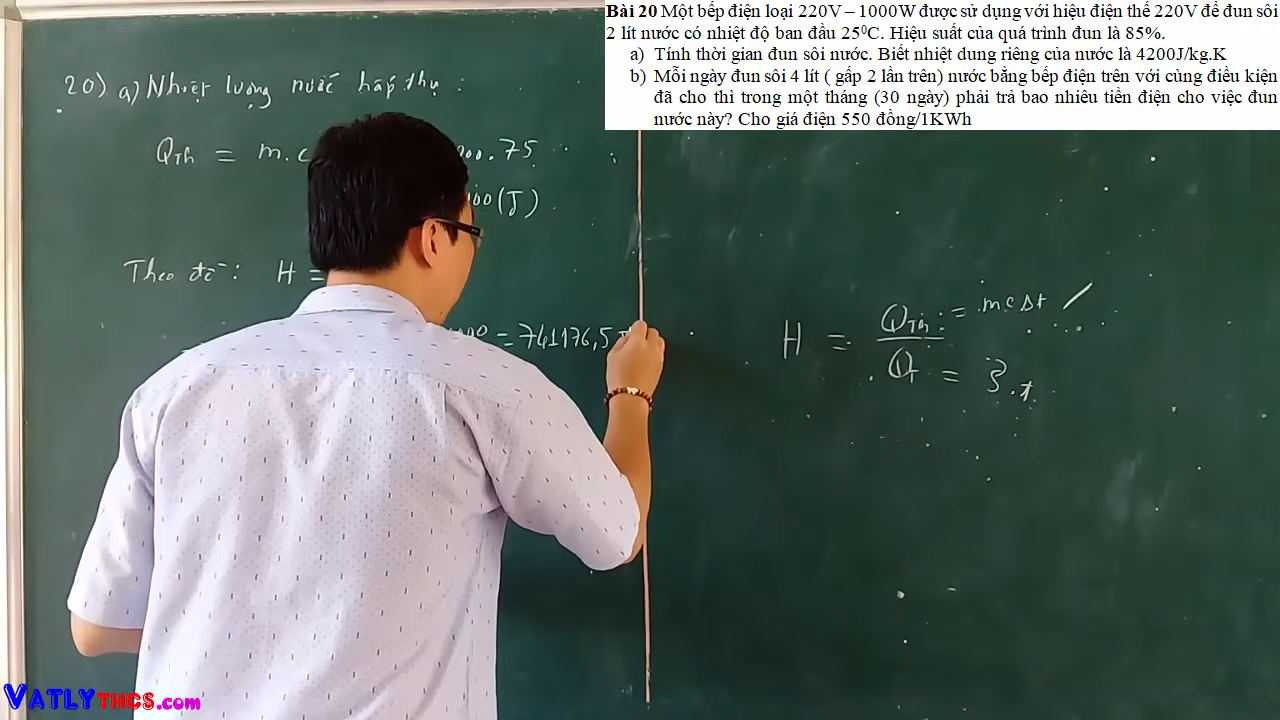 Bài 20 Một bếp điện loại 220V – 1000W được sử dụng với hiệu điện thế 220V để đun sôi
2 lít nước có nhiệt độ ban đầu 25⁰C. Hiệu suất của quá trình đun là 85%.
a) Tính thời gian đun sôi nước. Biết nhiệt dung riêng của nước là 4200J/kg.K
b) Mỗi ngày đun sôi 4 lít ( gấp 2 lần trên) nước bằng bếp điện trên với cùng điều kiện
đã cho thì trong một tháng (30 ngày) phải trả bao nhiêu tiền điện cho việc đun
nước này? Cho giá điện 550 đồng/1KWh
20) a) Nhiệt lượng nước hấp thụ :
Qth = m.c 00.75
00(J)
Theo đề : H =
000 = 741176,5
H = Qth = mcΔt
Q = P.t
VATLYTHCS.com